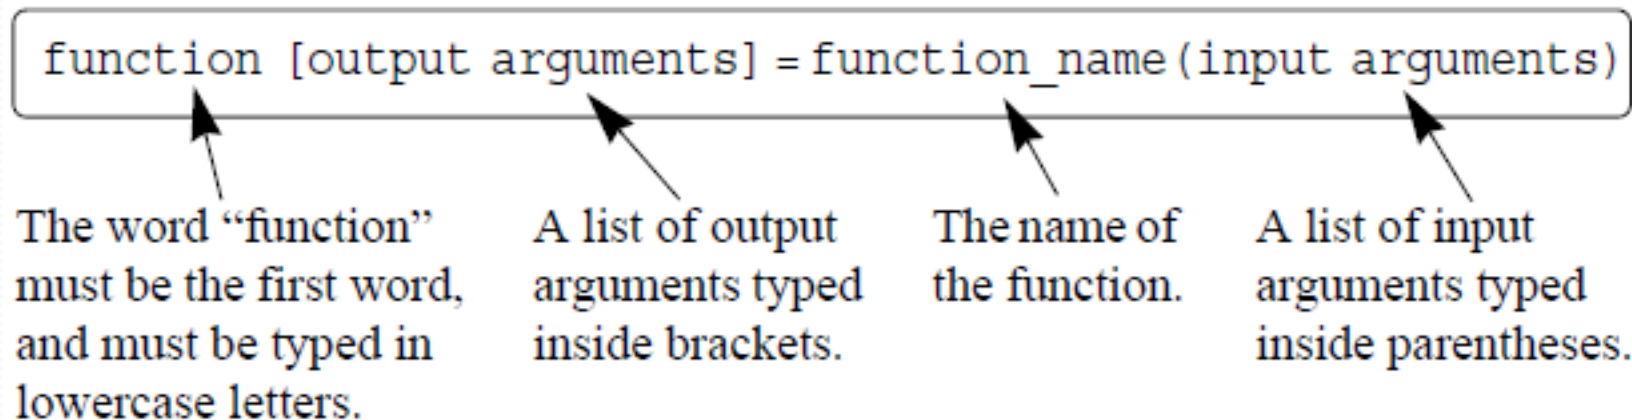 function [output arguments] = function_name(input arguments)
The word “function”
must be the first word,
and must be typed in
lowercase letters.
A list of output
arguments typed
inside brackets.
The name of
the function.
A list of input
arguments typed
inside parentheses.